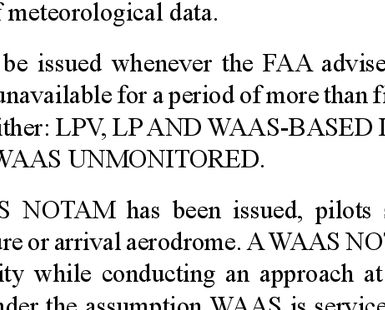 of meteorological data.
be issued whenever the FAA advise
unavailable for a period of more than fi
ither: LPV, LP AND WAAS-BASED L
WAAS UNMONITORED.
S NOTAM has been issued, pilots s
ure or arrival aerodrome. A WAAS NOT
ity while conducting an approach at
nder the assumption WAAS is service